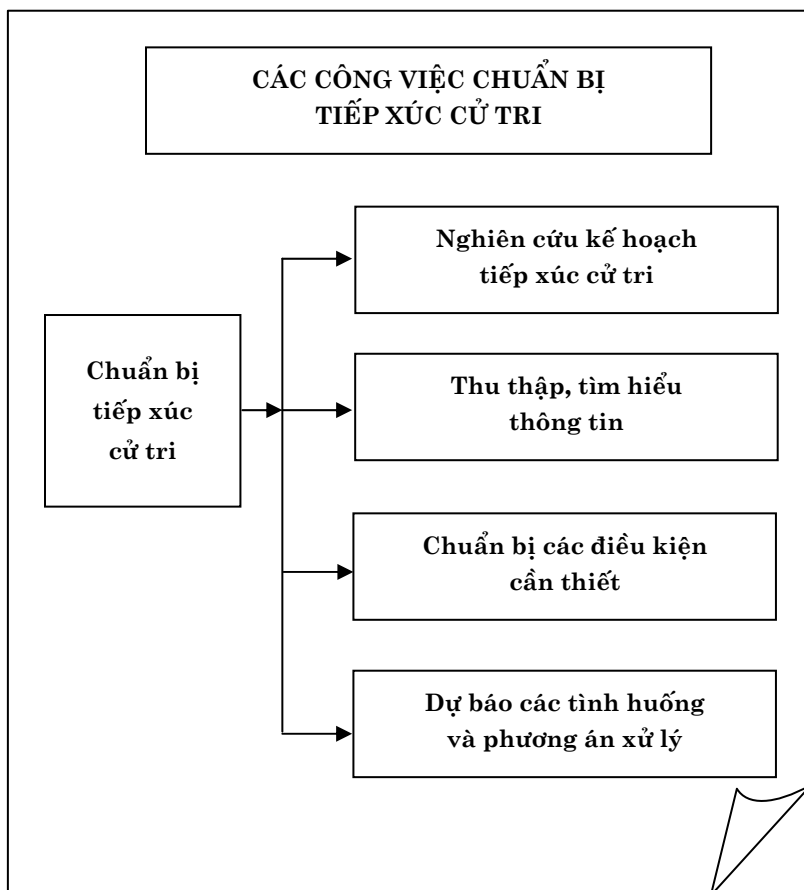 CÁC CÔNG VIỆC CHUẨN BỊ
TIẾP XÚC CỬ TRI
Nghiên cứu kế hoạch
tiếp xúc cử tri
Chuẩn bị
tiếp xúc
cử tri
Thu thập, tìm hiểu
thông tin
Chuẩn bị các điều kiện
cần thiết
Dự báo các tình huống
và phương án xử lý